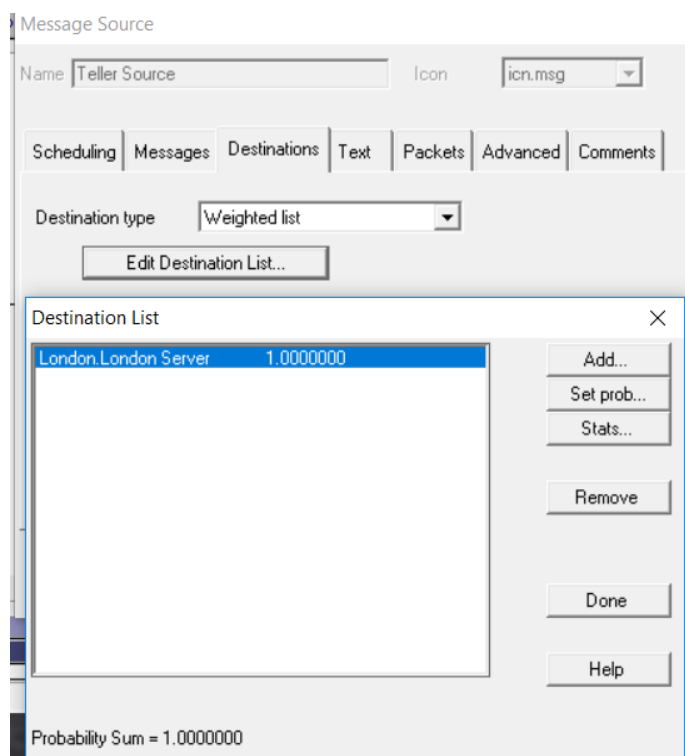 Message Source
Name Teller Source Icon icn.msg
Scheduling Messages Destinations Text Packets Advanced Comments
Destination type Weighted list
Edit Destination List...
Destination List
London.London Server 1.0000000
Add...
Set prob...
Stats...
Remove
Done
Help
Probability Sum = 1.0000000